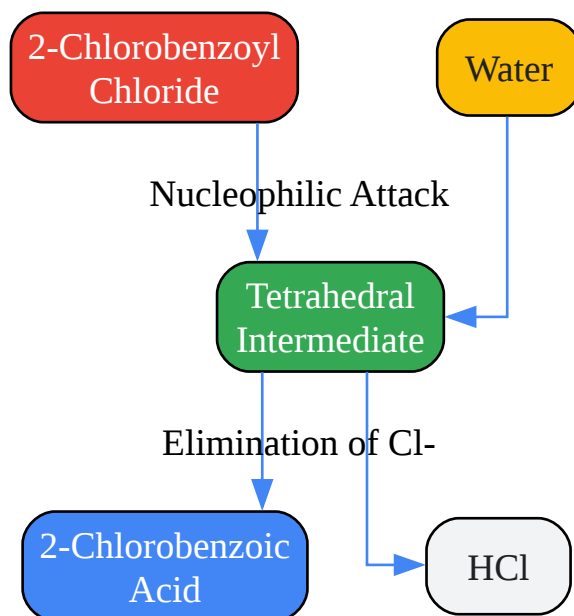 2-Chlorobenzoyl
Chloride
Water
Nucleophilic Attack
Tetrahedral
Intermediate
Elimination of Cl-
2-Chlorobenzoic
Acid
HCl